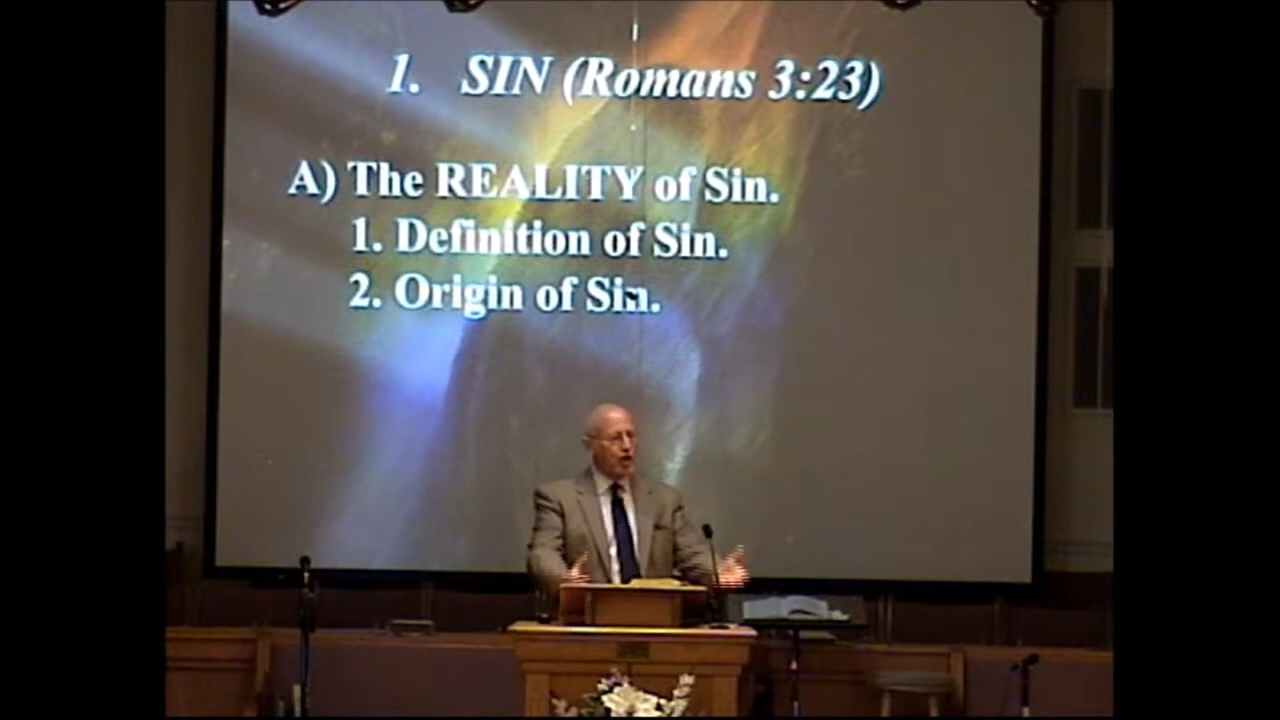 1. SIN (Romans 3:23)
A) The REALITY of Sin.
1. Definition of Sin.
2. Origin of Sin.